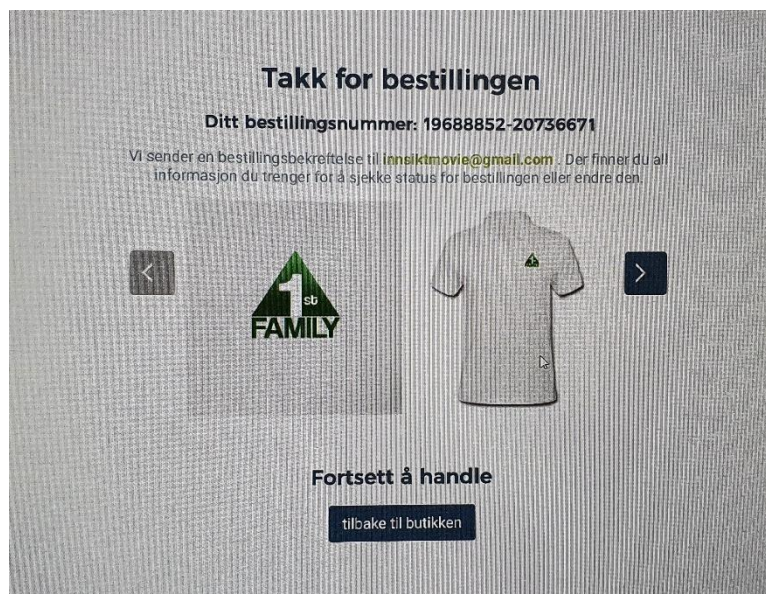 Takk for bestillingen
Ditt bestillingsnummer: 19688852-20736671
Vi sender en bestillingsbekreftelse til innsiktmovie@gmail.com . Der finner du all
informasjon du trenger for å sjekke status for bestillingen eller endre den.
1st
FAMILY
Fortsett å handle
tilbake til butikken